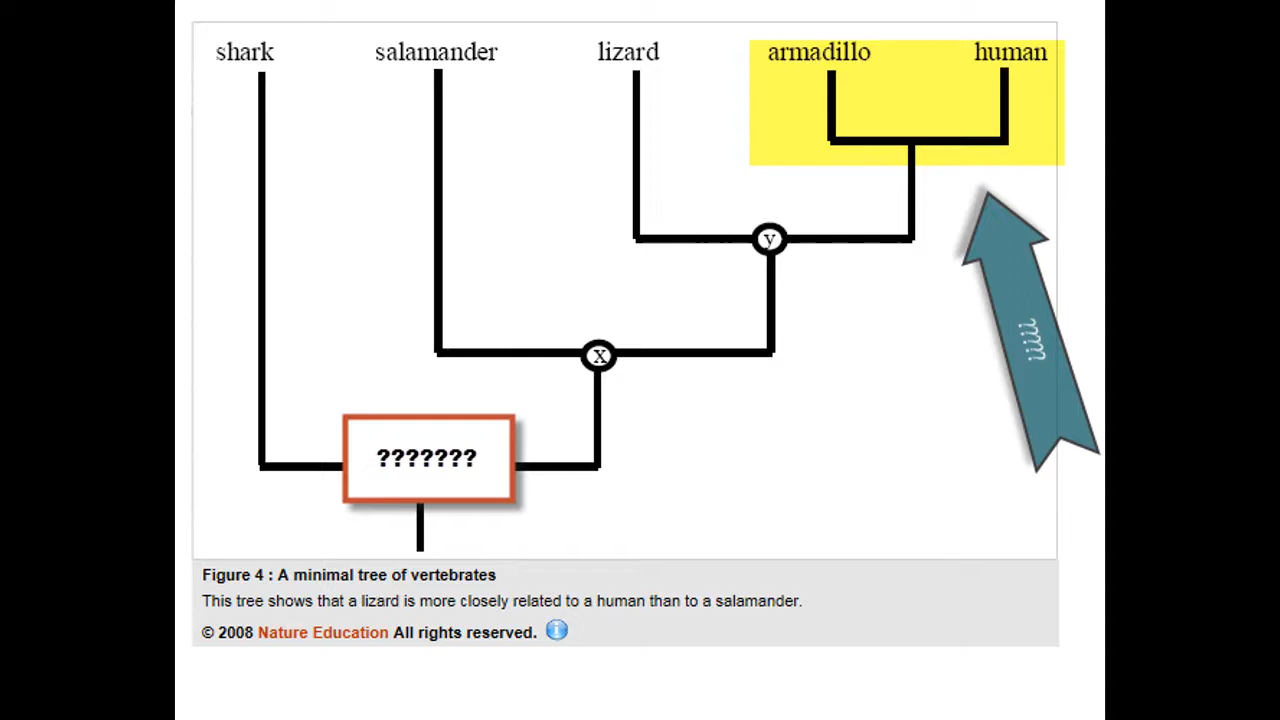 shark salamander lizard armadillo human
y
x
???????
Figure 4 : A minimal tree of vertebrates
This tree shows that a lizard is more closely related to a human than to a salamander.
© 2008 Nature Education All rights reserved. i